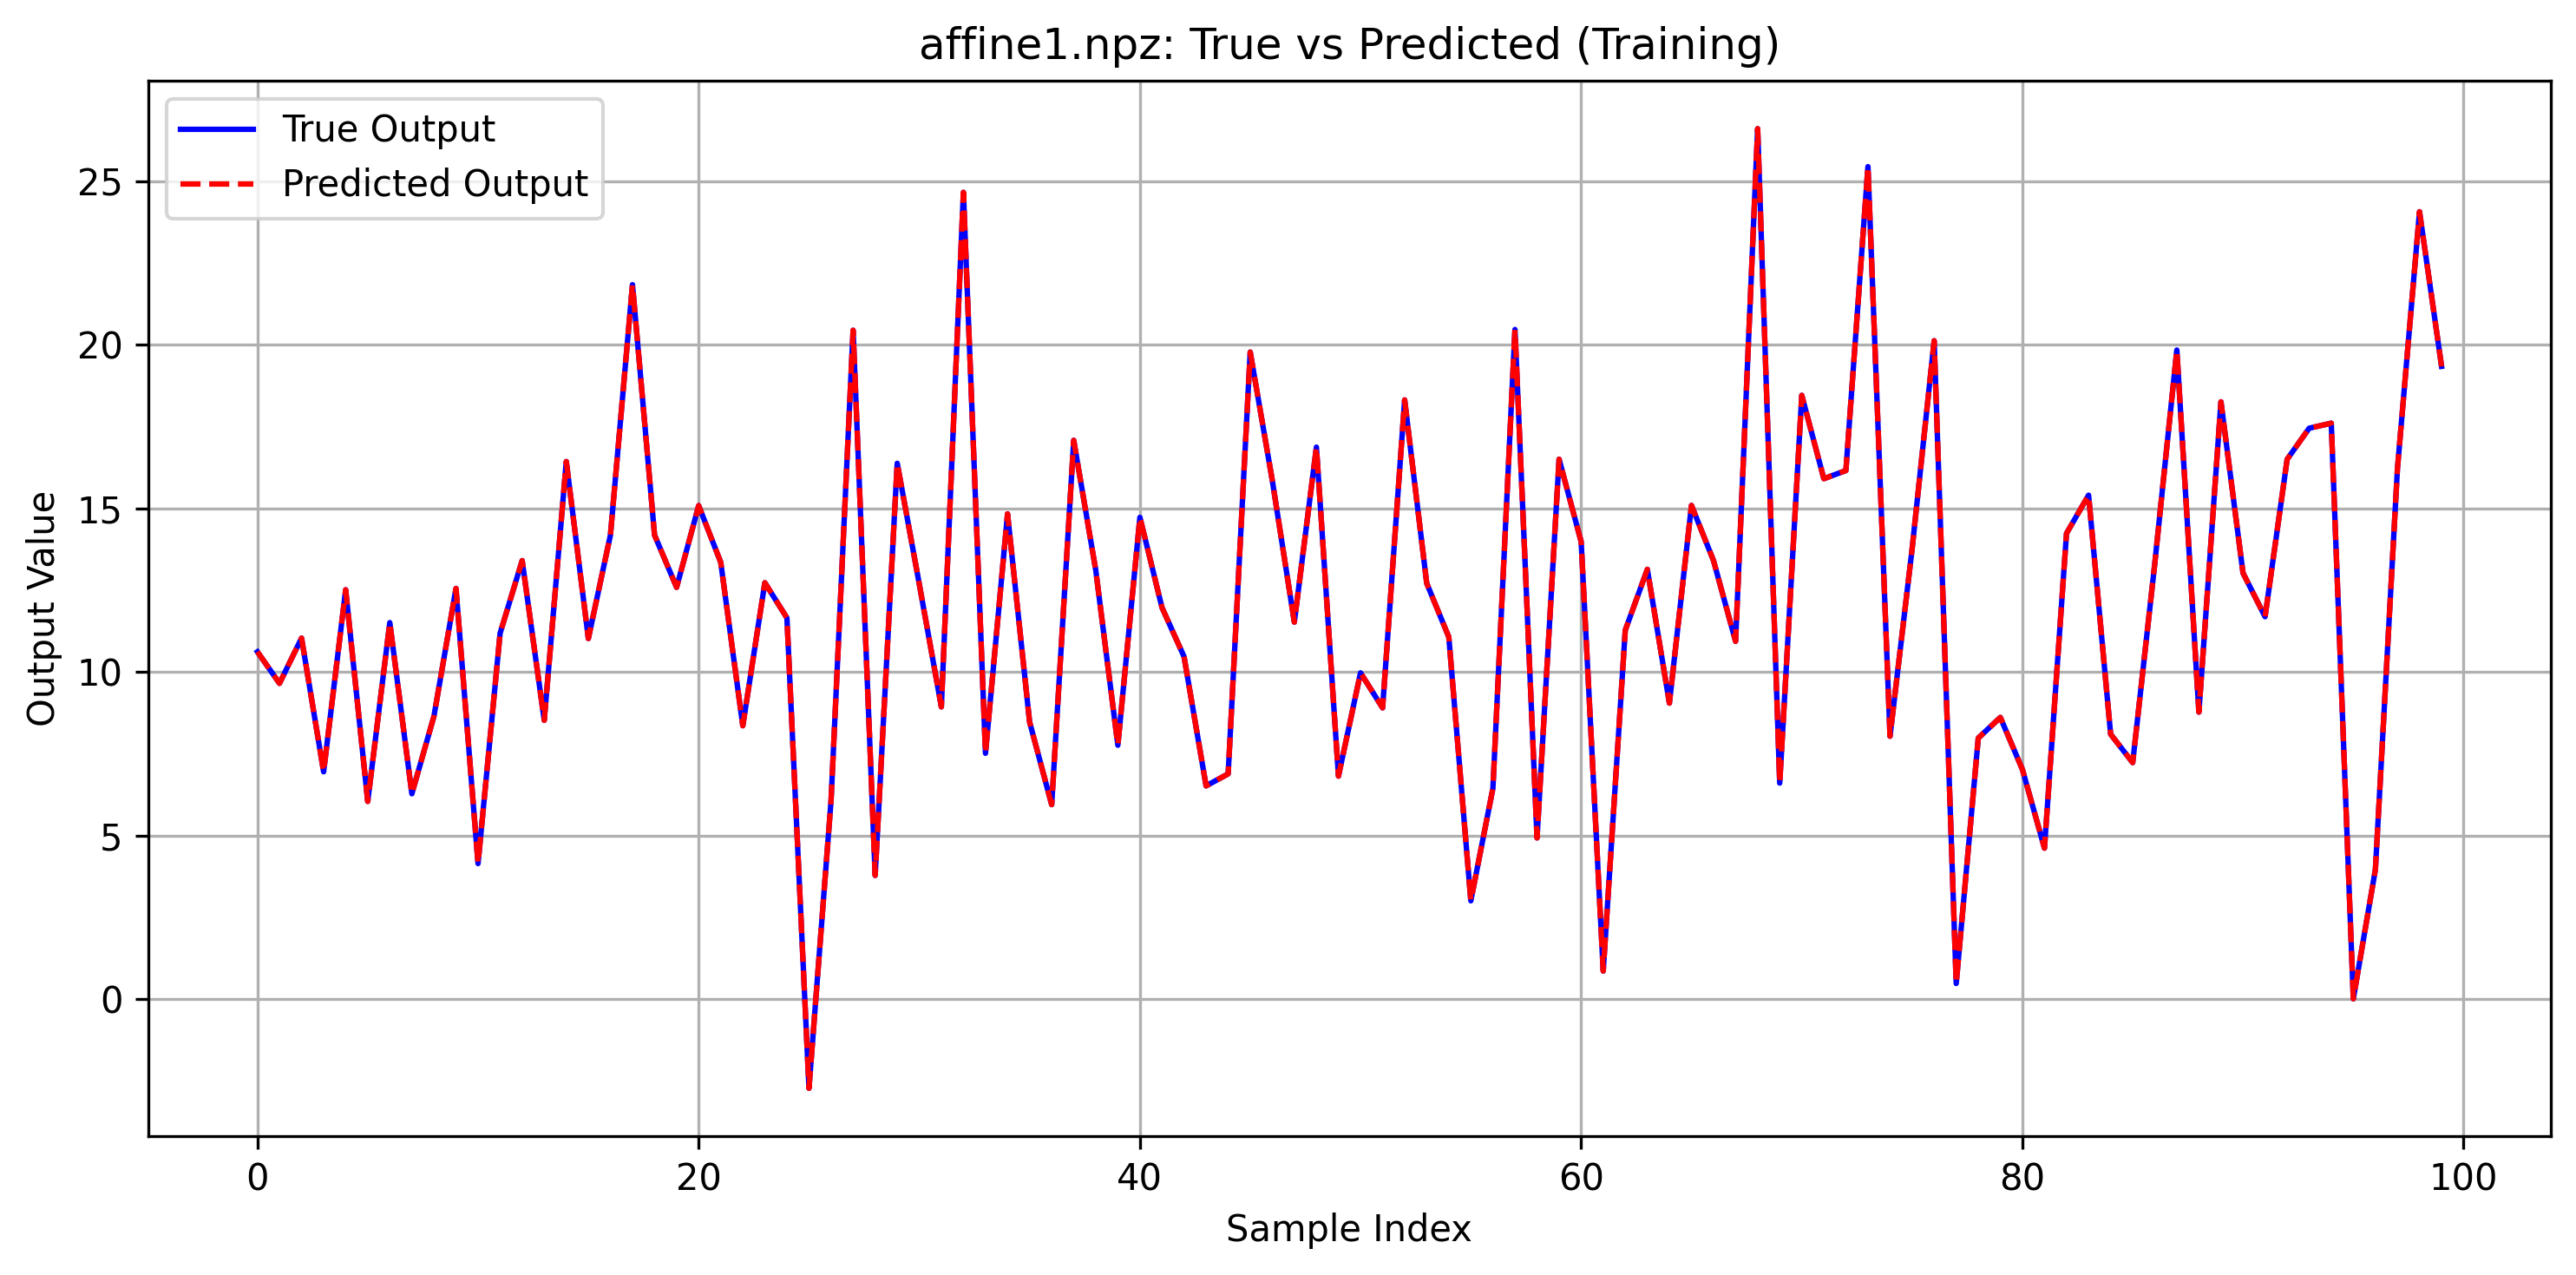 affine1.npz: True vs Predicted (Training)
True Output
Predicted Output
Output Value
25
20
15
10
5
0
0 20 40 60 80 100
Sample Index